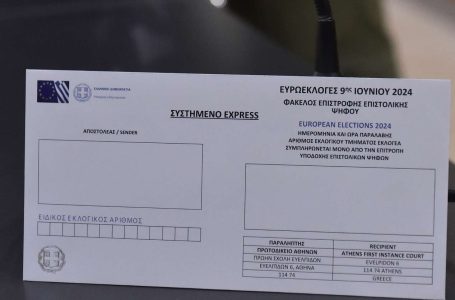 ΕΛΛΗΝΙΚΗ ΔΗΜΟΚΡΑΤΙΑ
ΕΥΡΩΕΚΛΟΓΕΣ 9ης ΙΟΥΝΙΟΥ 2024
ΦΑΚΕΛΟΣ ΕΠΙΣΤΡΟΦΗΣ ΕΠΙΣΤΟΛΙΚΗΣ
ΨΗΦΟΥ
ΣΥΣΤΗΜΕΝΟ EXPRESS
EUROPEAN ELECTIONS 2024
ΗΜΕΡΟΜΗΝΙΑ ΚΑΙ ΩΡΑ ΠΑΡΑΛΑΒΗΣ
ΑΡΙΘΜΟΣ ΕΚΛΟΓΙΚΟΥ ΤΜΗΜΑΤΟΣ ΕΚΛΟΓΕΑ
ΣΥΜΠΛΗΡΩΝΕΤΑΙ ΜΟΝΟ ΑΠΟ ΤΗΝ ΕΠΙΤΡΟΠΗ
ΥΠΟΔΟΧΗΣ ΕΠΙΣΤΟΛΙΚΩΝ ΨΗΦΩΝ
ΑΠΟΣΤΟΛΕΑΣ / SENDER
ΕΙΔΙΚΟΣ ΕΚΛΟΓΙΚΟΣ ΑΡΙΘΜΟΣ
ΠΑΡΑΛΗΠΤΗΣ RECIPIENT
ΠΡΩΤΟΔΙΚΕΙΟ ΑΘΗΝΩΝ ATHENS FIRST INSTANCE COURT
ΠΡΩΗΝ ΣΧΟΛΗ ΕΥΕΛΠΙΔΩΝ EVELPIDON 6
ΕΥΕΛΠΙΔΩΝ 6, ΑΘΗΝΑ 114 74 ATHENS
114 74 GREECE